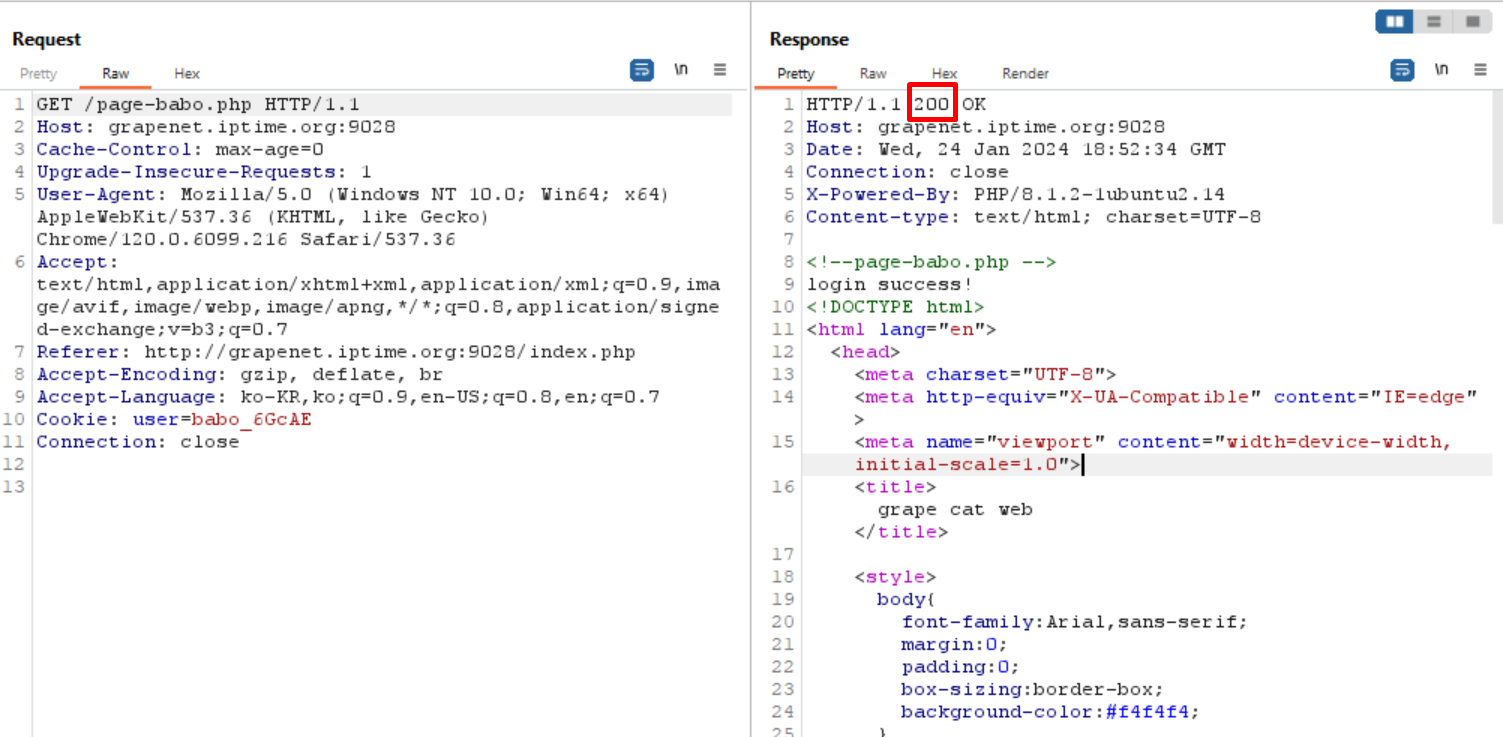 Request
Pretty Raw Hex \n
1 GET /page-babo.php HTTP/1.1
2 Host: grapenet.iptime.org:9028
3 Cache-Control: max-age=0
4 Upgrade-Insecure-Requests: 1
5 User-Agent: Mozilla/5.0 (Windows NT 10.0; Win64; x64)
AppleWebKit/537.36 (KHTML, like Gecko)
Chrome/120.0.6099.216 Safari/537.36
6 Accept:
text/html,application/xhtml+xml,application/xml;q=0.9,ima
ge/avif,image/webp,image/apng,*/*;q=0.8,application/signe
d-exchange;v=b3;q=0.7
7 Referer: http://grapenet.iptime.org:9028/index.php
8 Accept-Encoding: gzip, deflate, br
9 Accept-Language: ko-KR,ko;q=0.9,en-US;q=0.8,en;q=0.7
10 Cookie: user=babo_6GcAE
11 Connection: close
12
13
Response
Pretty Raw Hex Render \n
1 HTTP/1.1 200 OK
2 Host: grapenet.iptime.org:9028
3 Date: Wed, 24 Jan 2024 18:52:34 GMT
4 Connection: close
5 X-Powered-By: PHP/8.1.2-1ubuntu2.14
6 Content-type: text/html; charset=UTF-8
7
8 <!--page-babo.php -->
9 login success!
10 <!DOCTYPE html>
11 <html lang="en">
12 <head>
13 <meta charset="UTF-8">
14 <meta http-equiv="X-UA-Compatible" content="IE=edge"
>
15 <meta name="viewport" content="width=device-width,
initial-scale=1.0">
16 <title>
grape cat web
</title>
17
18 <style>
19 body{
20 font-family:Arial,sans-serif;
21 margin:0;
22 padding:0;
23 box-sizing:border-box;
24 background-color:#f4f4f4;
25 }